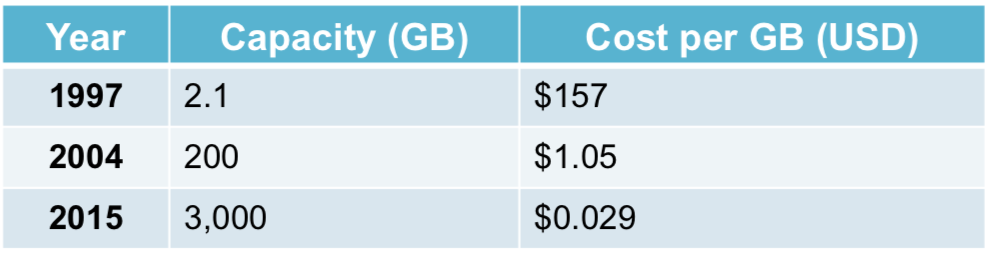 Year Capacity (GB) Cost per GB (USD)
1997 2.1 $157
2004 200 $1.05
2015 3,000 $0.029